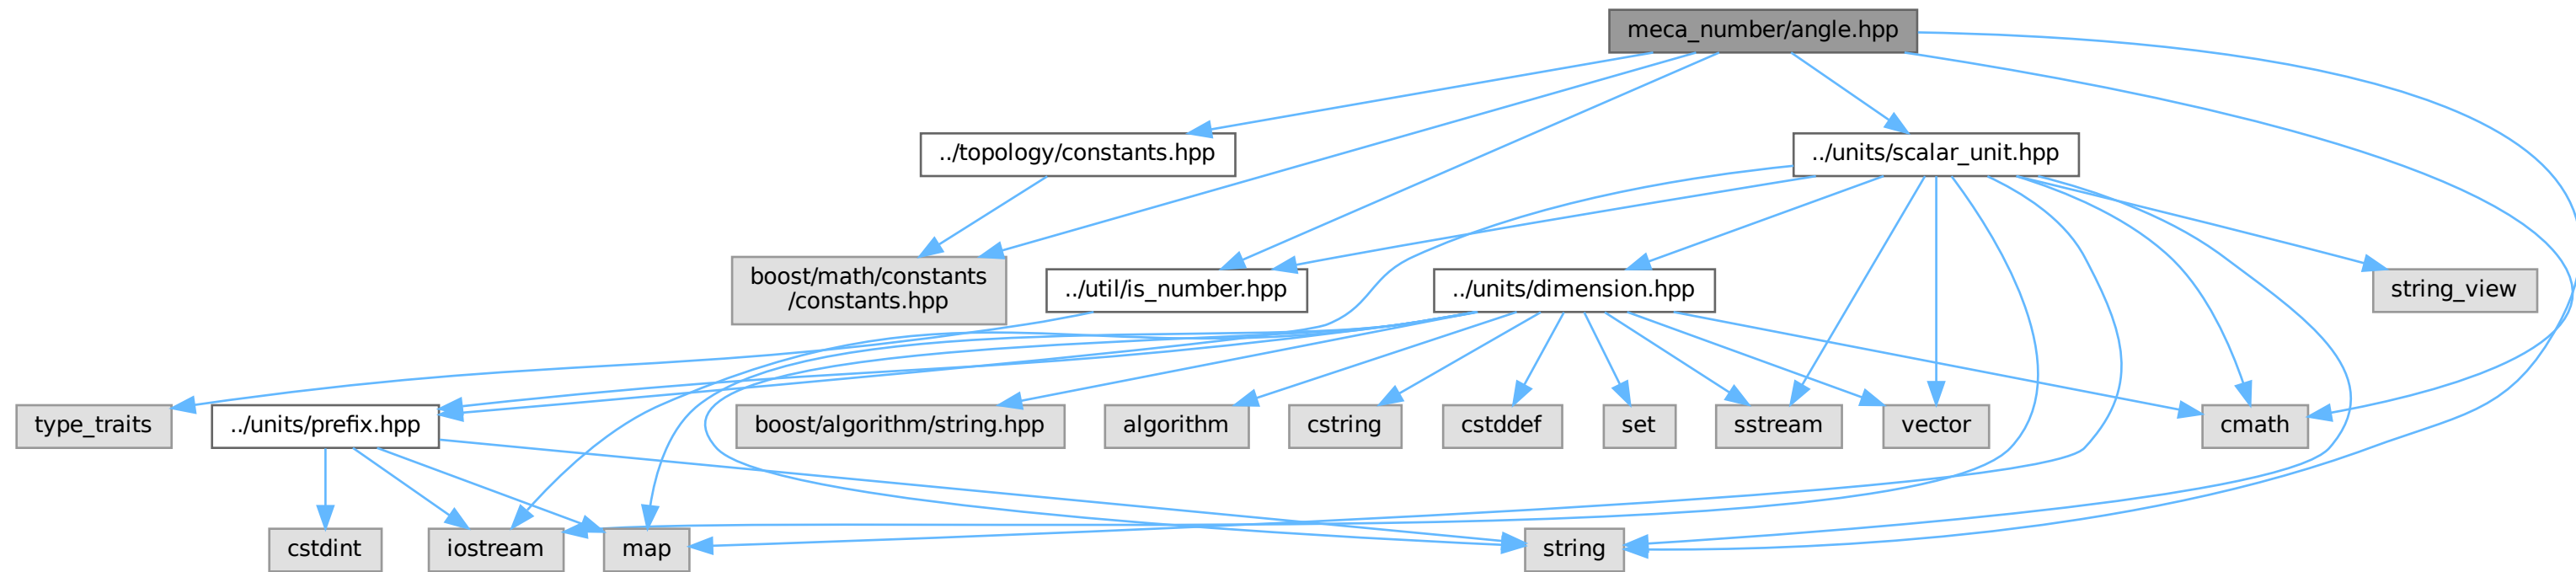 meca_number/angle.hpp
../topology/constants.hpp
../units/scalar_unit.hpp
boost/math/constants
/constants.hpp
../util/is_number.hpp
../units/dimension.hpp
string_view
type_traits
../units/prefix.hpp
boost/algorithm/string.hpp
algorithm
cstring
cstddef
set
sstream
vector
cmath
cstdint
iostream
map
string